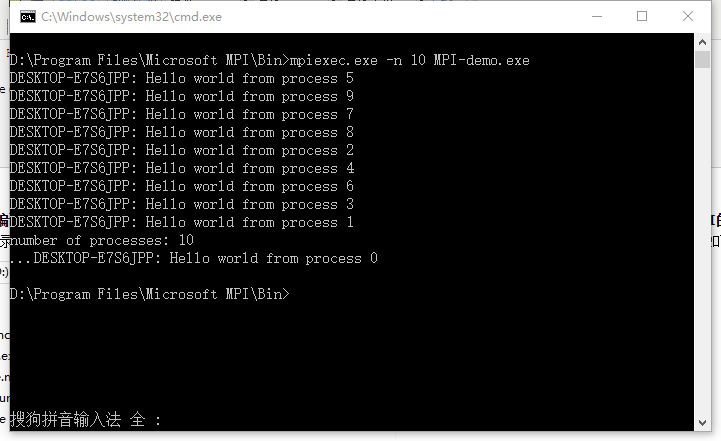 C:\Windows\system32\cmd.exe
D:\Program Files\Microsoft MPI\Bin>mpiexec.exe -n 10 MPI-demo.exe
DESKTOP-E7S6JPP: Hello world from process 5
DESKTOP-E7S6JPP: Hello world from process 9
DESKTOP-E7S6JPP: Hello world from process 7
DESKTOP-E7S6JPP: Hello world from process 8
DESKTOP-E7S6JPP: Hello world from process 2
DESKTOP-E7S6JPP: Hello world from process 4
DESKTOP-E7S6JPP: Hello world from process 6
DESKTOP-E7S6JPP: Hello world from process 3
DESKTOP-E7S6JPP: Hello world from process 1
number of processes: 10
...DESKTOP-E7S6JPP: Hello world from process 0
D:\Program Files\Microsoft MPI\Bin>
搜狗拼音输入法 全 :